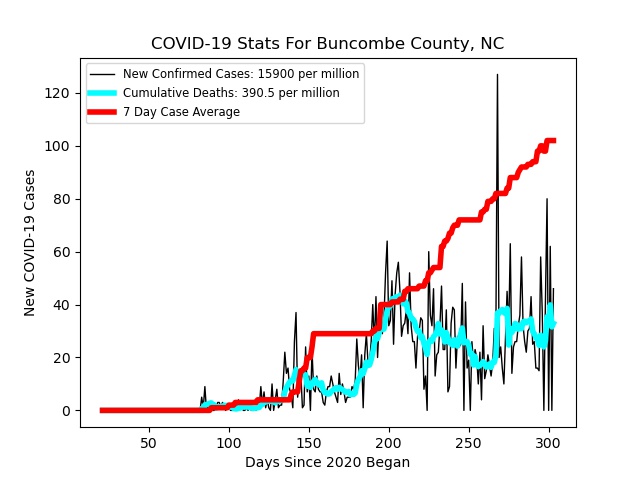 COVID-19 Stats For Buncombe County, NC
New Confirmed Cases: 15900 per million
Cumulative Deaths: 390.5 per million
7 Day Case Average
120
100
80
60
40
20
0
New COVID-19 Cases
50 100 150 200 250 300
Days Since 2020 Began